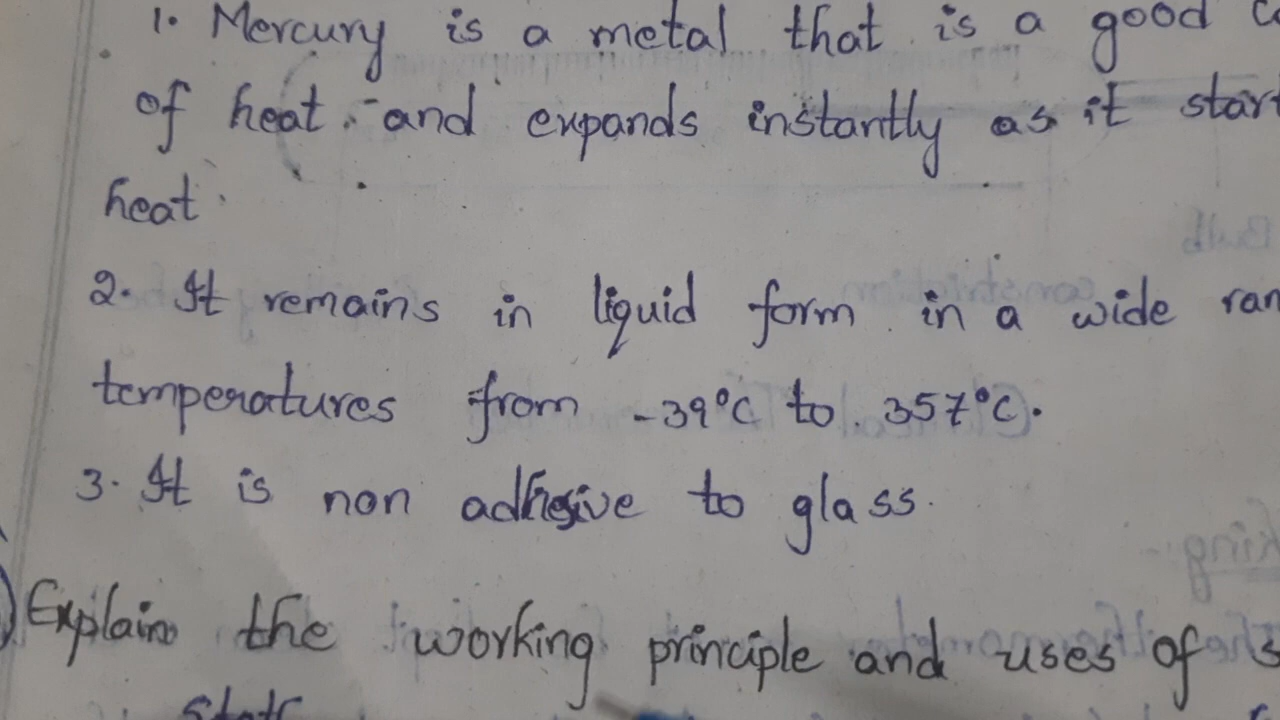 1. Mercury is a metal that is a good
of heat. and expands instantly as it star
heat.
2. It remains in liquid form in a wide ran
temperatures from -39°C to 357°C.
3. It is non adhesive to glass.
Explain the working principle and uses of